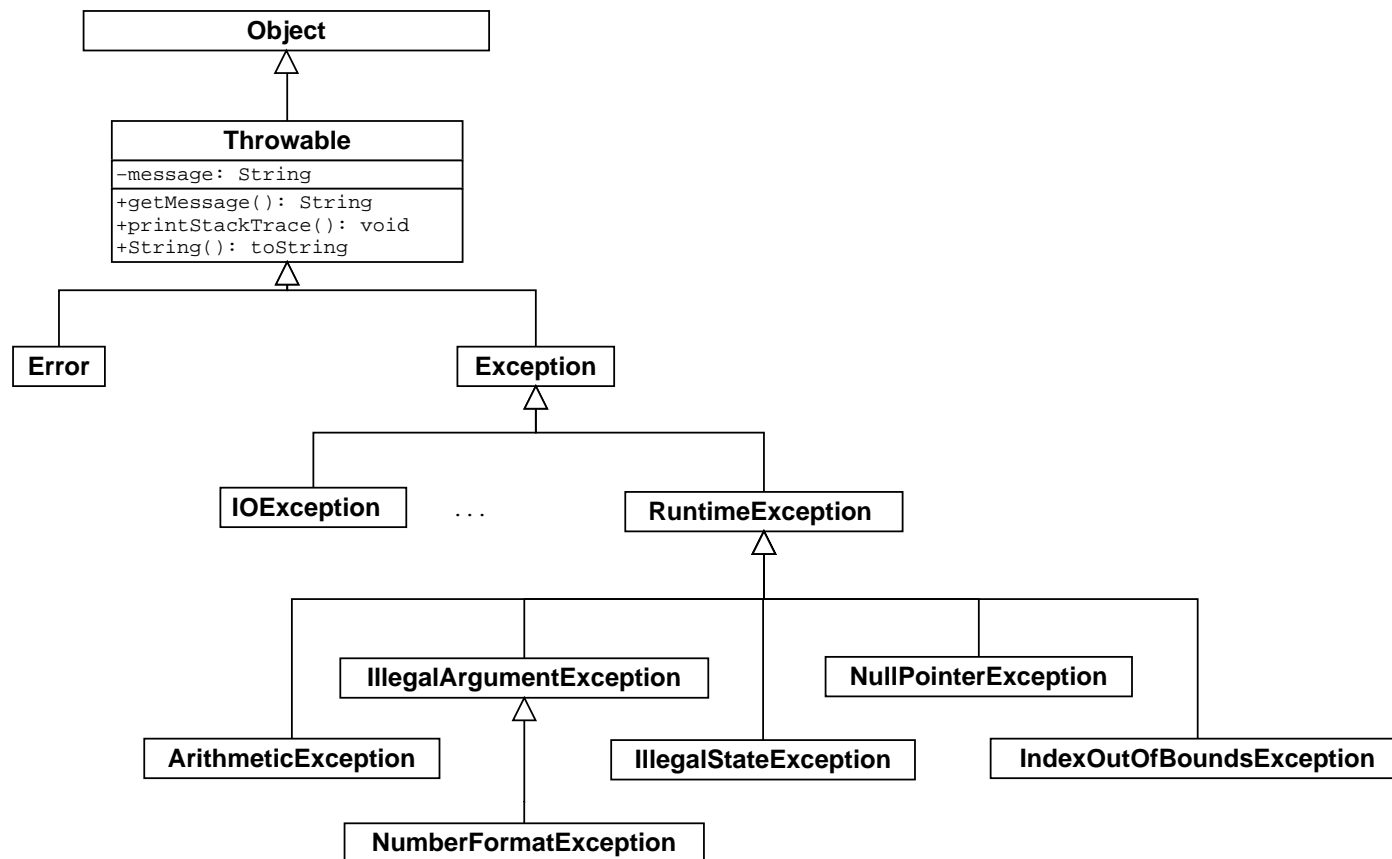 Object
Throwable
−message: String
+getMessage(): String
+printStackTrace(): void
+String(): toString
Error
Exception
IOException
...
RuntimeException
IllegalArgumentException
NullPointerException
ArithmeticException
IllegalStateException
IndexOutOfBoundsException
NumberFormatException